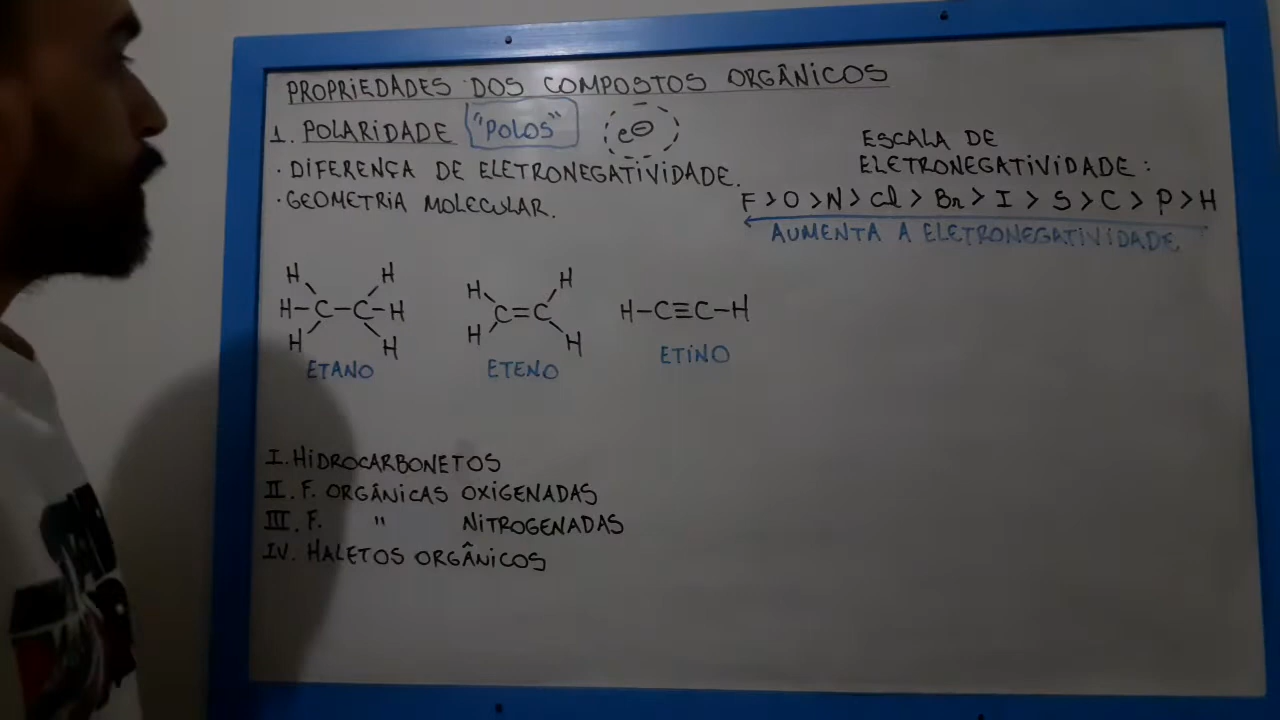 PROPRIEDADES DOS COMPOSTOS ORGÂNICOS
1. POLARIDADE "POLOS" e⊖
· DIFERENÇA DE ELETRONEGATIVIDADE.
· GEOMETRIA MOLECULAR.
ESCALA DE
ELETRONEGATIVIDADE:
F > O > N > Cl > Br > I > S > C > P > H
AUMENTA A ELETRONEGATIVIDADE
H H
H-C-C-H
H H
ETANO
H H
C=C
H H
ETENO
H-C≡C-H
ETINO
I. HIDROCARBONETOS
II. F. ORGÂNICAS OXIGENADAS
III. F. " NITROGENADAS
IV. HALETOS ORGÂNICOS